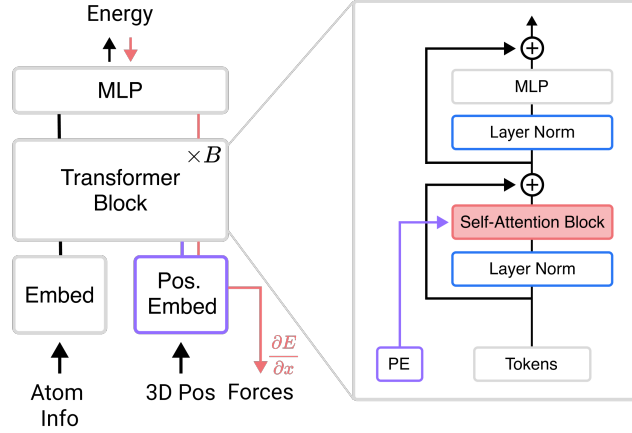 Energy
MLP
×B
Transformer
Block
Embed
Pos.
Embed
∂E
∂x
Atom
Info
3D Pos
Forces
+
MLP
Layer Norm
+
Self-Attention Block
Layer Norm
PE
Tokens